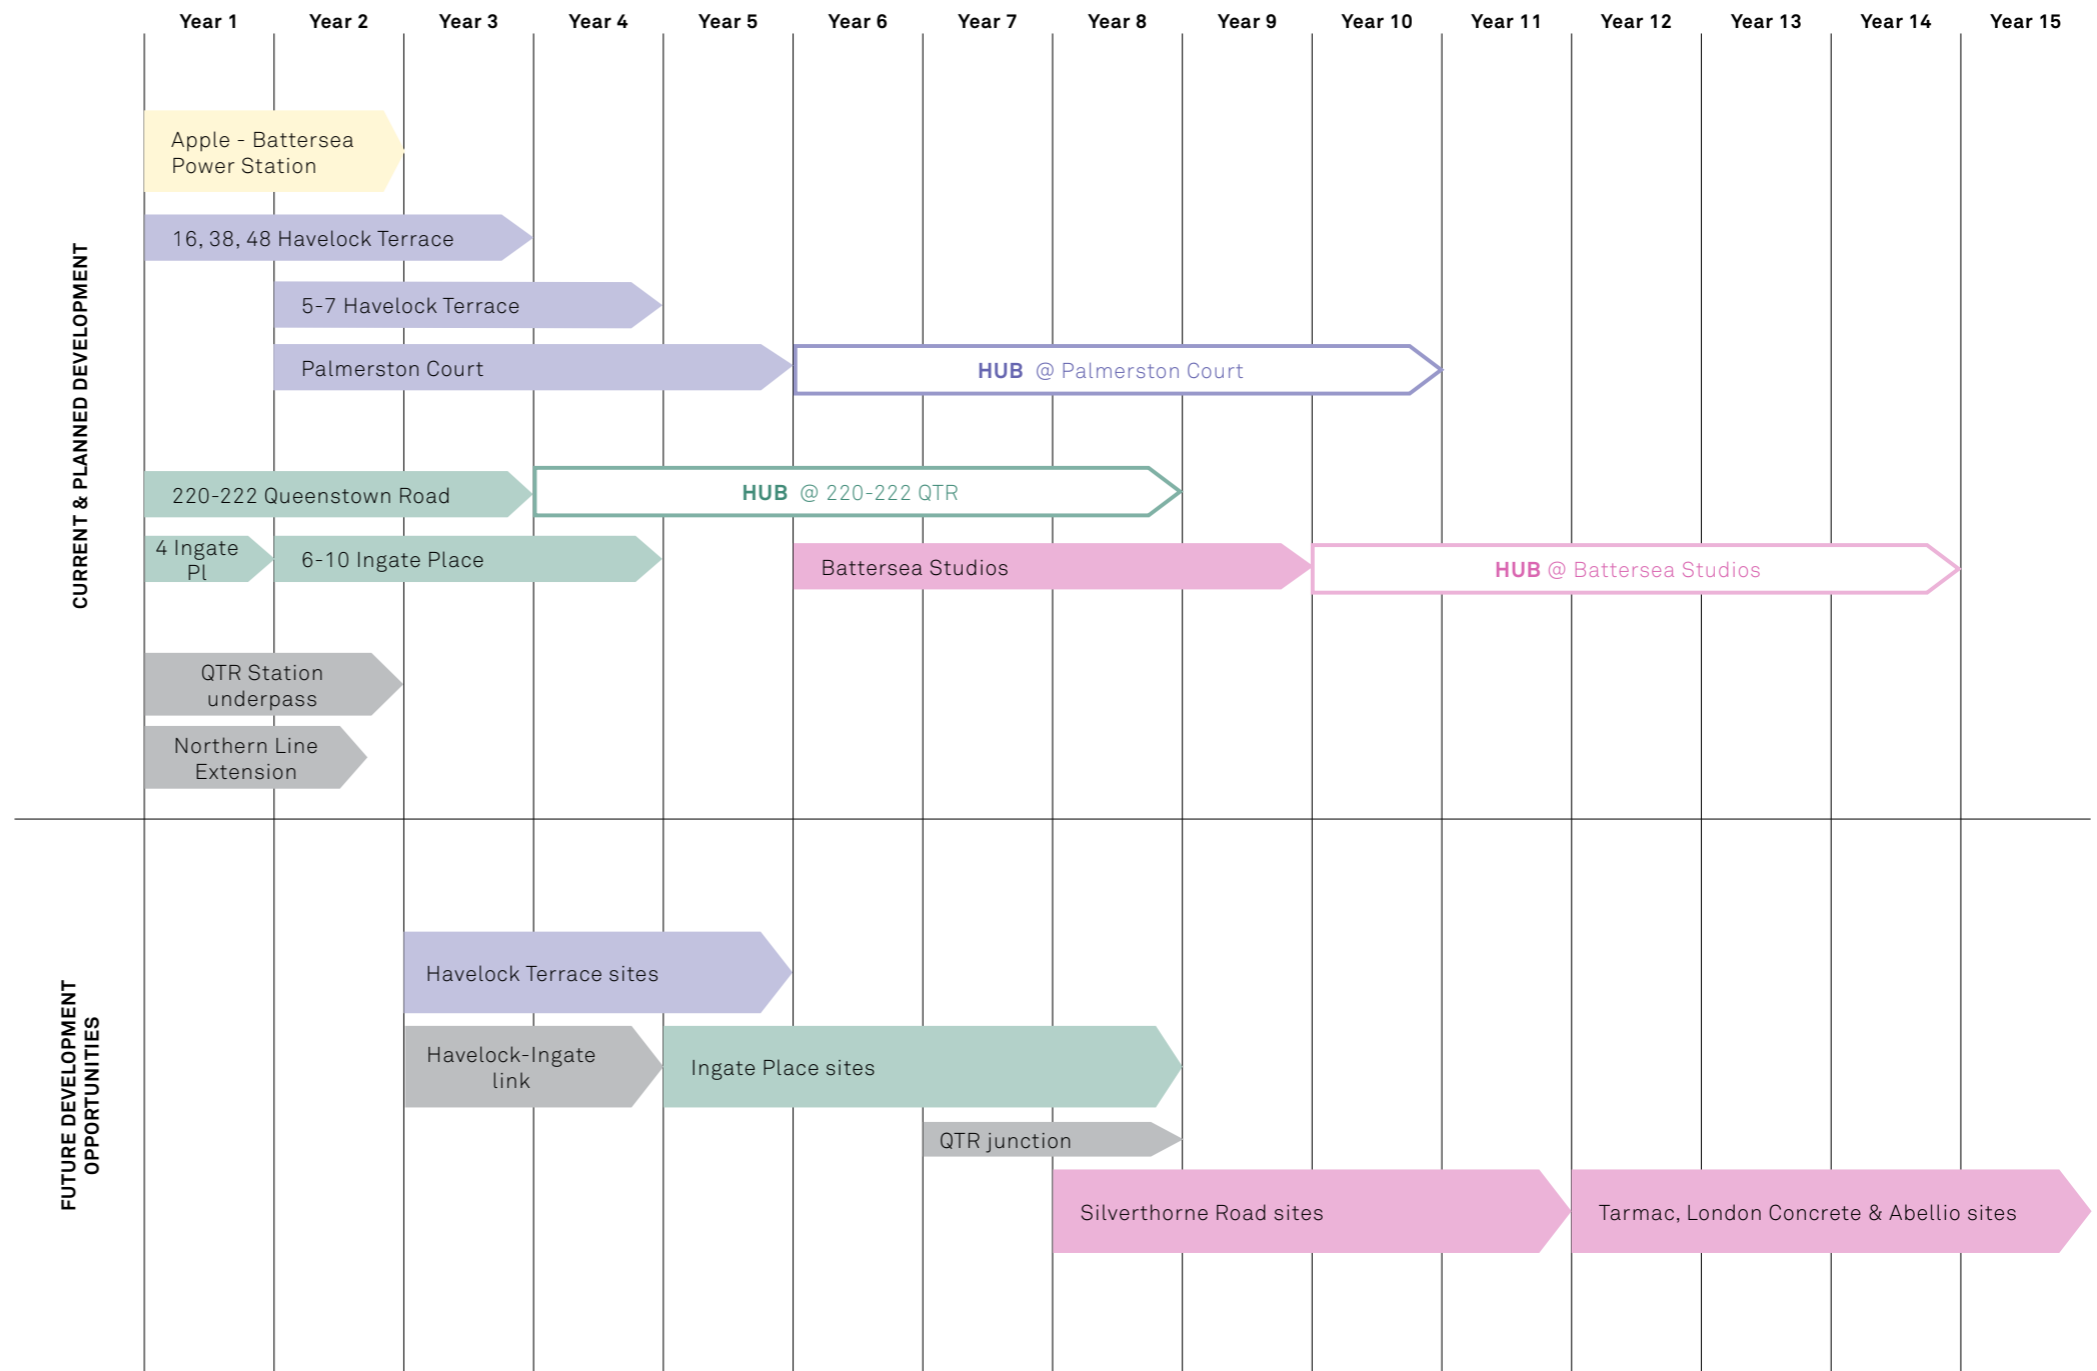 Year 1 Year 2 Year 3 Year 4 Year 5 Year 6 Year 7 Year 8 Year 9 Year 10 Year 11 Year 12 Year 13 Year 14 Year 15
CURRENT & PLANNED DEVELOPMENT
Apple - Battersea
Power Station
16, 38, 48 Havelock Terrace
5-7 Havelock Terrace
Palmerston Court
HUB @ Palmerston Court
220-222 Queenstown Road
HUB @ 220-222 QTR
4 Ingate
Pl
6-10 Ingate Place
Battersea Studios
HUB @ Battersea Studios
QTR Station
underpass
Northern Line
Extension
FUTURE DEVELOPMENT
OPPORTUNITIES
Havelock Terrace sites
Havelock-Ingate
link
Ingate Place sites
QTR junction
Silverthorne Road sites
Tarmac, London Concrete & Abellio sites